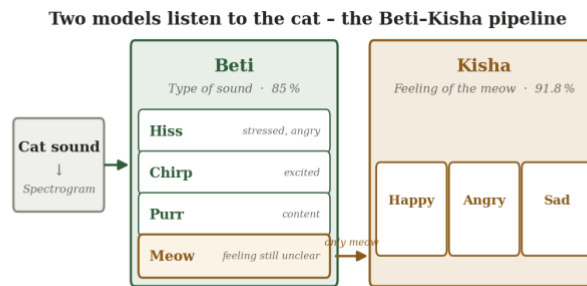 Two models listen to the cat – the Beti–Kisha pipeline
Cat sound
↓
Spectrogram
Beti
Type of sound · 85 %
Hiss stressed, angry
Chirp excited
Purr content
Meow feeling still unclear
only meow
Kisha
Feeling of the meow · 91.8 %
Happy Angry Sad